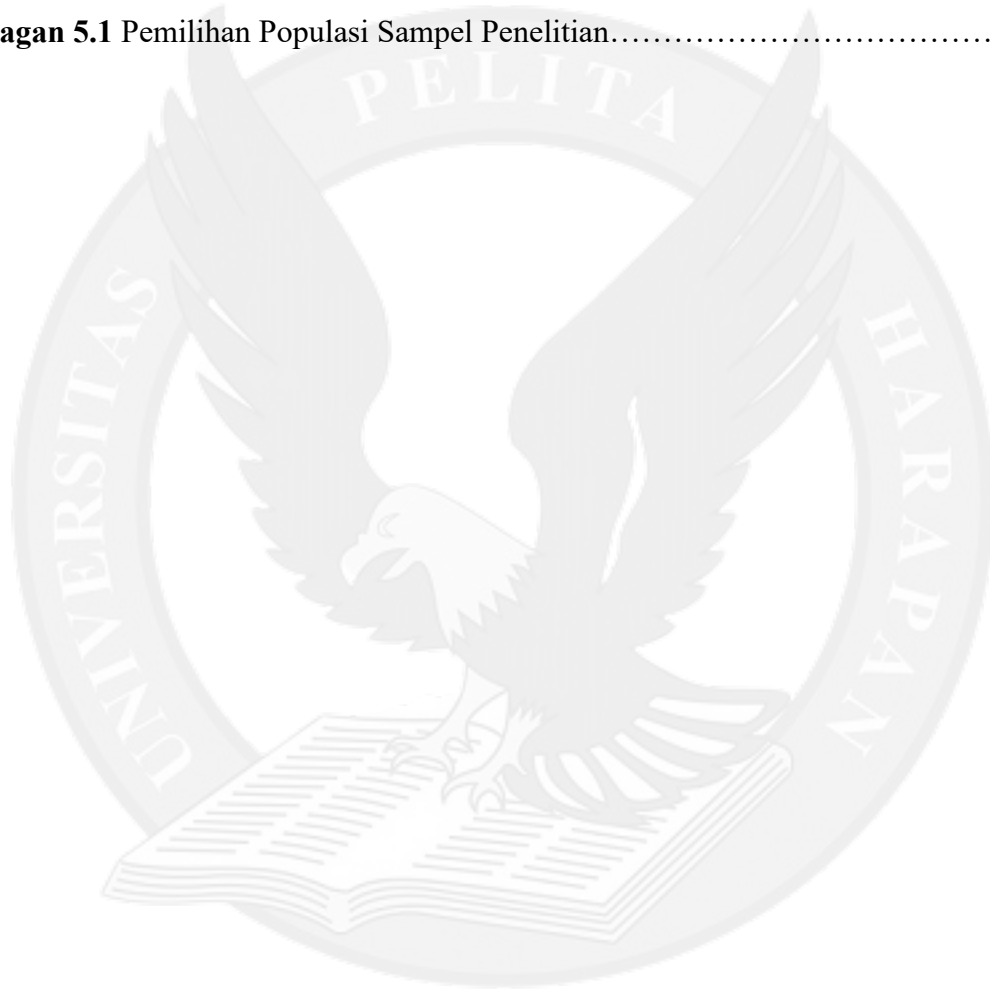 agan 5.1 Pemilihan Populasi Sampel Penelitian……………………………………
UNIVERSITAS PELITA HARAPAN